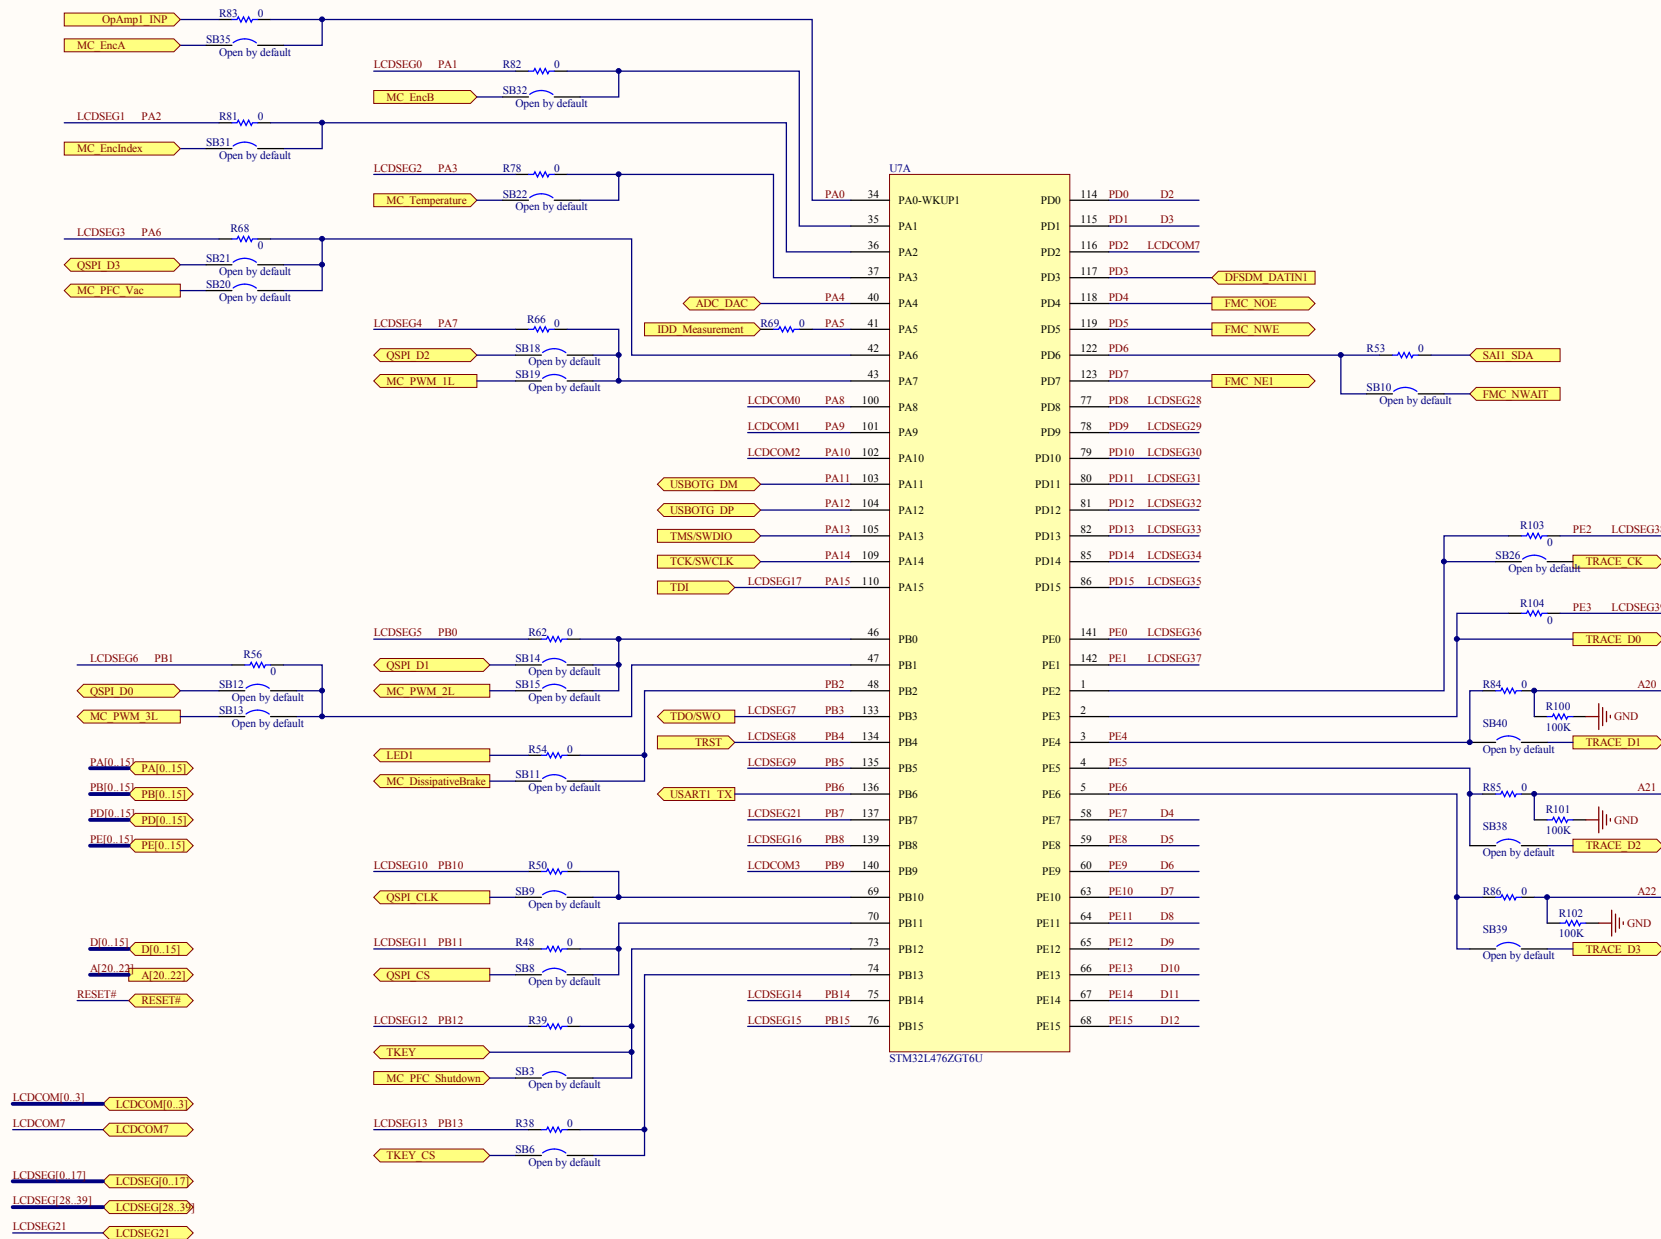 OpAmp1_INP R83 0
MC_EncA SB35
Open by default
LCDSEG0 PA1 R82 0
MC_EncB SB32
Open by default
LCDSEG1 PA2 R81 0
MC_EncIndex SB31
Open by default
LCDSEG2 PA3 R78 0
MC_Temperature SB22
Open by default
LCDSEG3 PA6 R68
0
QSPI_D3 SB21
Open by default
MC_PFC_Vac SB20
Open by default
LCDSEG4 PA7 R66 0
QSPI_D2 SB18
Open by default
MC_PWM_1L SB19
Open by default
U7A
PA0 34 PA0-WKUP1 PD0 114 PD0 D2
35 PA1 PD1 115 PD1 D3
36 PA2 PD2 116 PD2 LCDCOM7
37 PA3 PD3 117 PD3 DFSDM_DATIN1
ADC_DAC PA4 40 PA4 PD4 118 PD4 FMC_NOE
IDD_Measurement R69 0 PA5 41 PA5 PD5 119 PD5 FMC_NWE
42 PA6 PD6 122 PD6 R53 0 SAI1_SDA
43 PA7 PD7 123 PD7 FMC_NE1
SB10 FMC_NWAIT
Open by default
LCDCOM0 PA8 100 PA8 PD8 77 PD8 LCDSEG28
LCDCOM1 PA9 101 PA9 PD9 78 PD9 LCDSEG29
LCDCOM2 PA10 102 PA10 PD10 79 PD10 LCDSEG30
USBOTG_DM PA11 103 PA11 PD11 80 PD11 LCDSEG31
USBOTG_DP PA12 104 PA12 PD12 81 PD12 LCDSEG32
TMS/SWDIO PA13 105 PA13 PD13 82 PD13 LCDSEG33
TCK/SWCLK PA14 109 PA14 PD14 85 PD14 LCDSEG34
TDI LCDSEG17 PA15 110 PA15 PD15 86 PD15 LCDSEG35
R103 0 PE2
SB26 TRACE_CK
Open by default
R104 0 PE3
TRACE_D0
LCDSEG5 PB0 R62 0
QSPI_D1 SB14
Open by default
MC_PWM_2L SB15
Open by default
LCDSEG6 PB1 R56
0
QSPI_D0 SB12
Open by default
MC_PWM_3L SB13
Open by default
46 PB0 PE0 141 PE0 LCDSEG36
47 PB1 PE1 142 PE1 LCDSEG37
PB2 48 PB2 PE2 1
TDO/SWO LCDSEG7 PB3 133 PB3 PE3 2
TRST LCDSEG8 PB4 134 PB4 PE4 3 PE4
LCDSEG9 PB5 135 PB5 PE5 4 PE5
USART1_TX PB6 136 PB6 PE6 5 PE6
LCDSEG21 PB7 137 PB7 PE7 58 PE7 D4
LCDSEG16 PB8 139 PB8 PE8 59 PE8 D5
LCDCOM3 PB9 140 PB9 PE9 60 PE9 D6
69 PB10 PE10 63 PE10 D7
70 PB11 PE11 64 PE11 D8
73 PB12 PE12 65 PE12 D9
74 PB13 PE13 66 PE13 D10
LCDSEG14 PB14 75 PB14 PE14 67 PE14 D11
LCDSEG15 PB15 76 PB15 PE15 68 PE15 D12
STM32L476ZGT6U
R84 0 A20
R100
100K
GND
SB40 TRACE_D1
Open by default
R85 0 A21
R101
100K
GND
SB38 TRACE_D2
Open by default
R86 0 A22
R102
100K
GND
SB39 TRACE_D3
Open by default
LED1 R54 0
MC_DissipativeBrake SB11
Open by default
LCDSEG10 PB10 R50 0
QSPI_CLK SB9
Open by default
LCDSEG11 PB11 R48 0
QSPI_CS SB8
Open by default
LCDSEG12 PB12 R39 0
TKEY
MC_PFC_Shutdown SB3
Open by default
LCDSEG13 PB13 R38 0
TKEY_CS SB6
Open by default
PA[0..15] PA[0..15]
PB[0..15] PB[0..15]
PD[0..15] PD[0..15]
PE[0..15] PE[0..15]
D[0..15] D[0..15]
A[20..22] A[20..22]
RESET# RESET#
LCDCOM[0..3] LCDCOM[0..3]
LCDCOM7 LCDCOM7
LCDSEG[0..17] LCDSEG[0..17]
LCDSEG[28..39] LCDSEG[28..39]
LCDSEG21 LCDSEG21